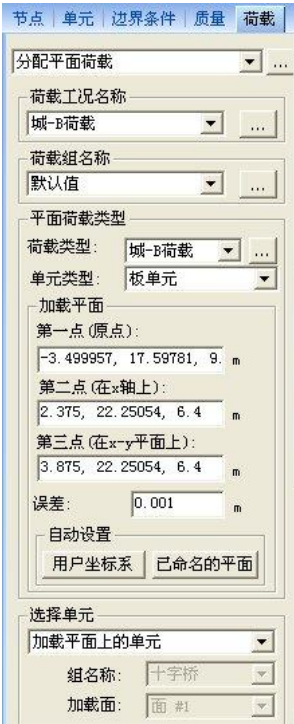 节点 单元 边界条件 质量 荷载
分配平面荷载 ...
荷载工况名称
城-B荷载 ...
荷载组名称
默认值 ...
平面荷载类型
荷载类型: 城-B荷载 ...
单元类型: 板单元
加载平面
第一点(原点):
-3.499957, 17.59781, 9. m
第二点(在x轴上):
2.375, 22.25054, 6.4 m
第三点(在x-y平面上):
3.875, 22.25054, 6.4 m
误差: 0.001 m
自动设置
用户坐标系 已命名的平面
选择单元
加载平面上的单元
组名称: 十字桥
加载面: 面 #1